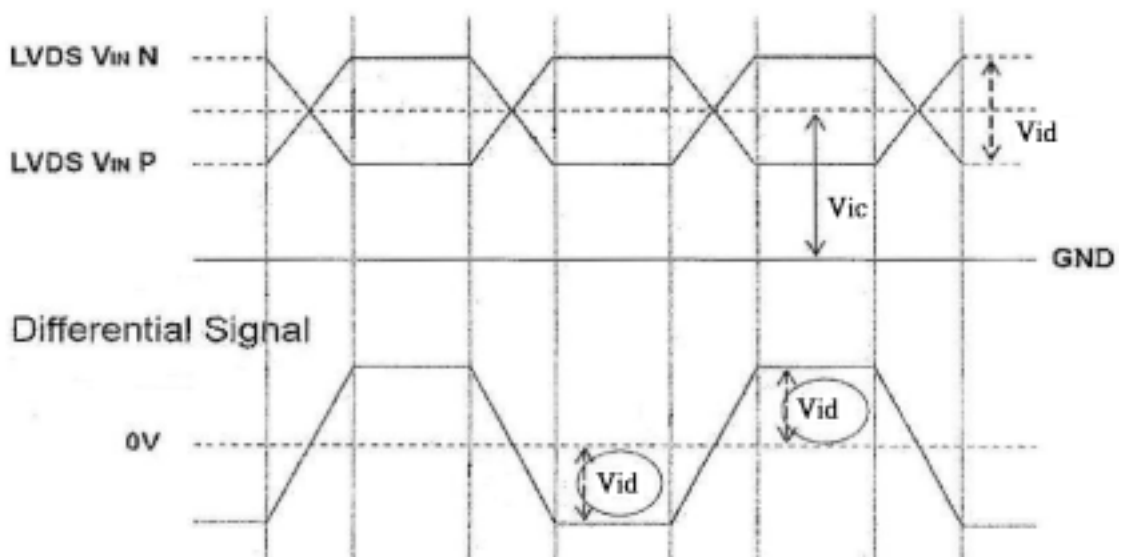 LVDS VIN N
Vid
LVDS VIN P
Vic
GND
Differential Signal
Vid
0V
Vid